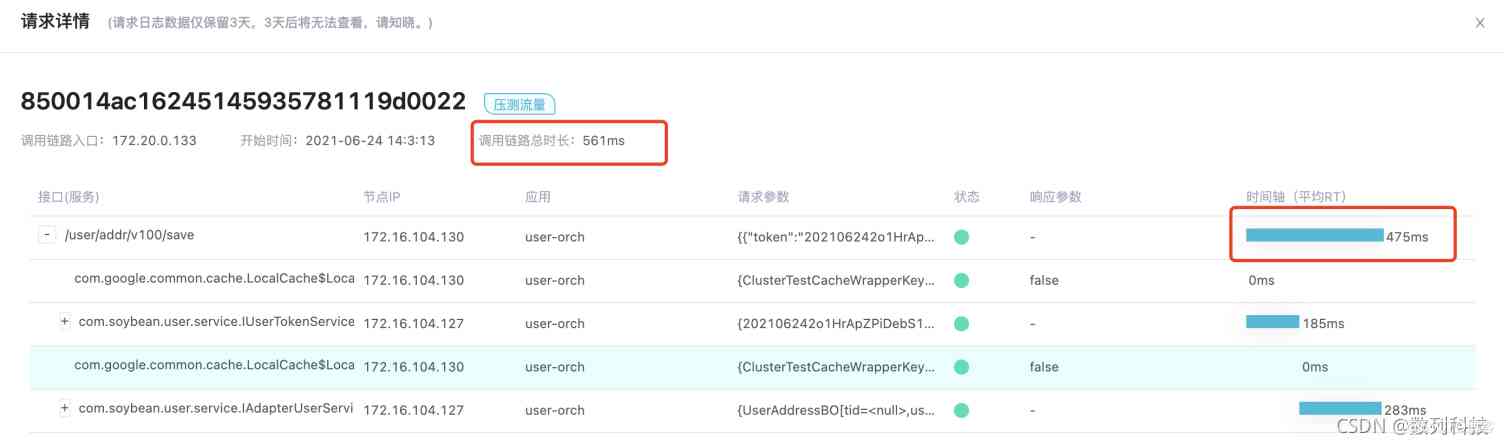 请求详情 (请求日志数据仅保留3天，3天后将无法查看，请知晓。)
850014ac16245145935781119d0022 压测流量
调用链路入口： 172.20.0.133 开始时间： 2021-06-24 14:3:13 调用链路总时长： 561ms
接口(服务) 节点IP 应用 请求参数 状态 响应参数 时间轴（平均RT）
- /user/addr/v100/save 172.16.104.130 user-orch {{"token":"202106242o1HrAp... - 475ms
com.google.common.cache.LocalCache$Loca 172.16.104.130 user-orch {ClusterTestCacheWrapperKey... false 0ms
+ com.soybean.user.service.IUserTokenService 172.16.104.127 user-orch {202106242o1HrApZPiDebS1... - 185ms
com.google.common.cache.LocalCache$Loca 172.16.104.130 user-orch {ClusterTestCacheWrapperKey... false 0ms
+ com.soybean.user.service.IAdapterUserServi 172.16.104.127 user-orch {UserAddressBO[tid=<null>,us... - 283ms
CSDN @数列科技